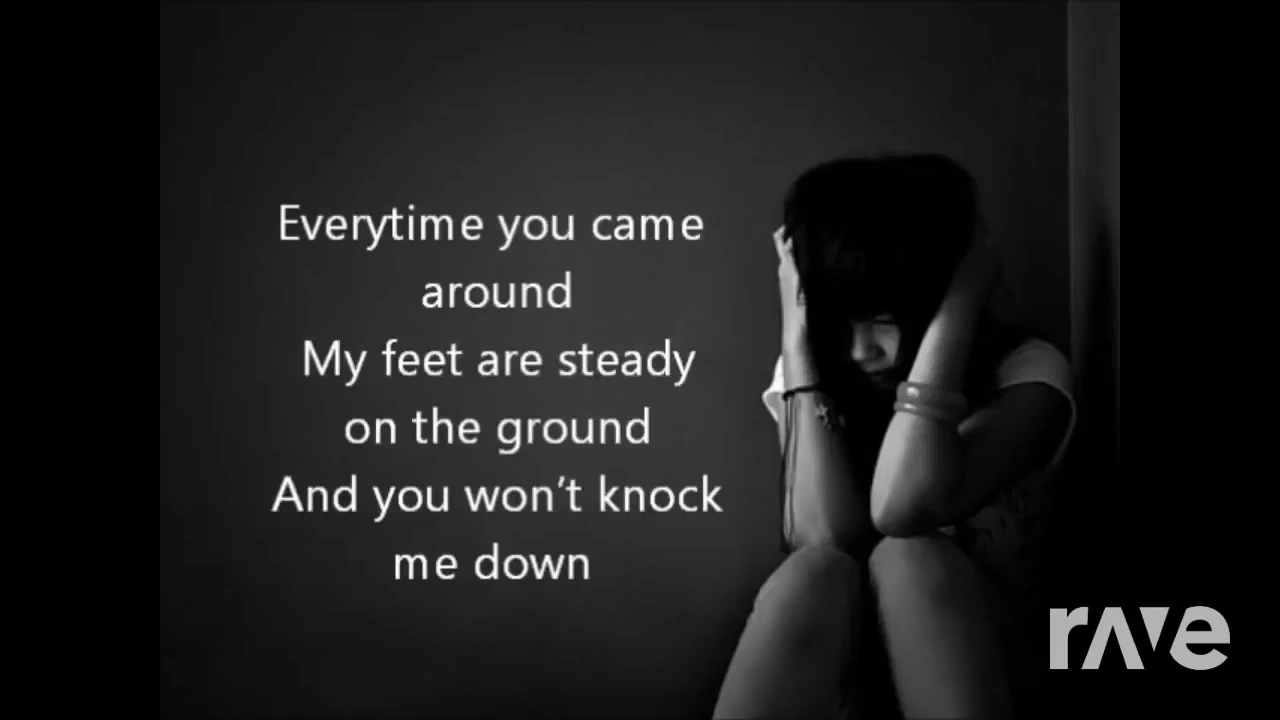 Everytime you came
around
My feet are steady
on the ground
And you won't knock
me down
rave